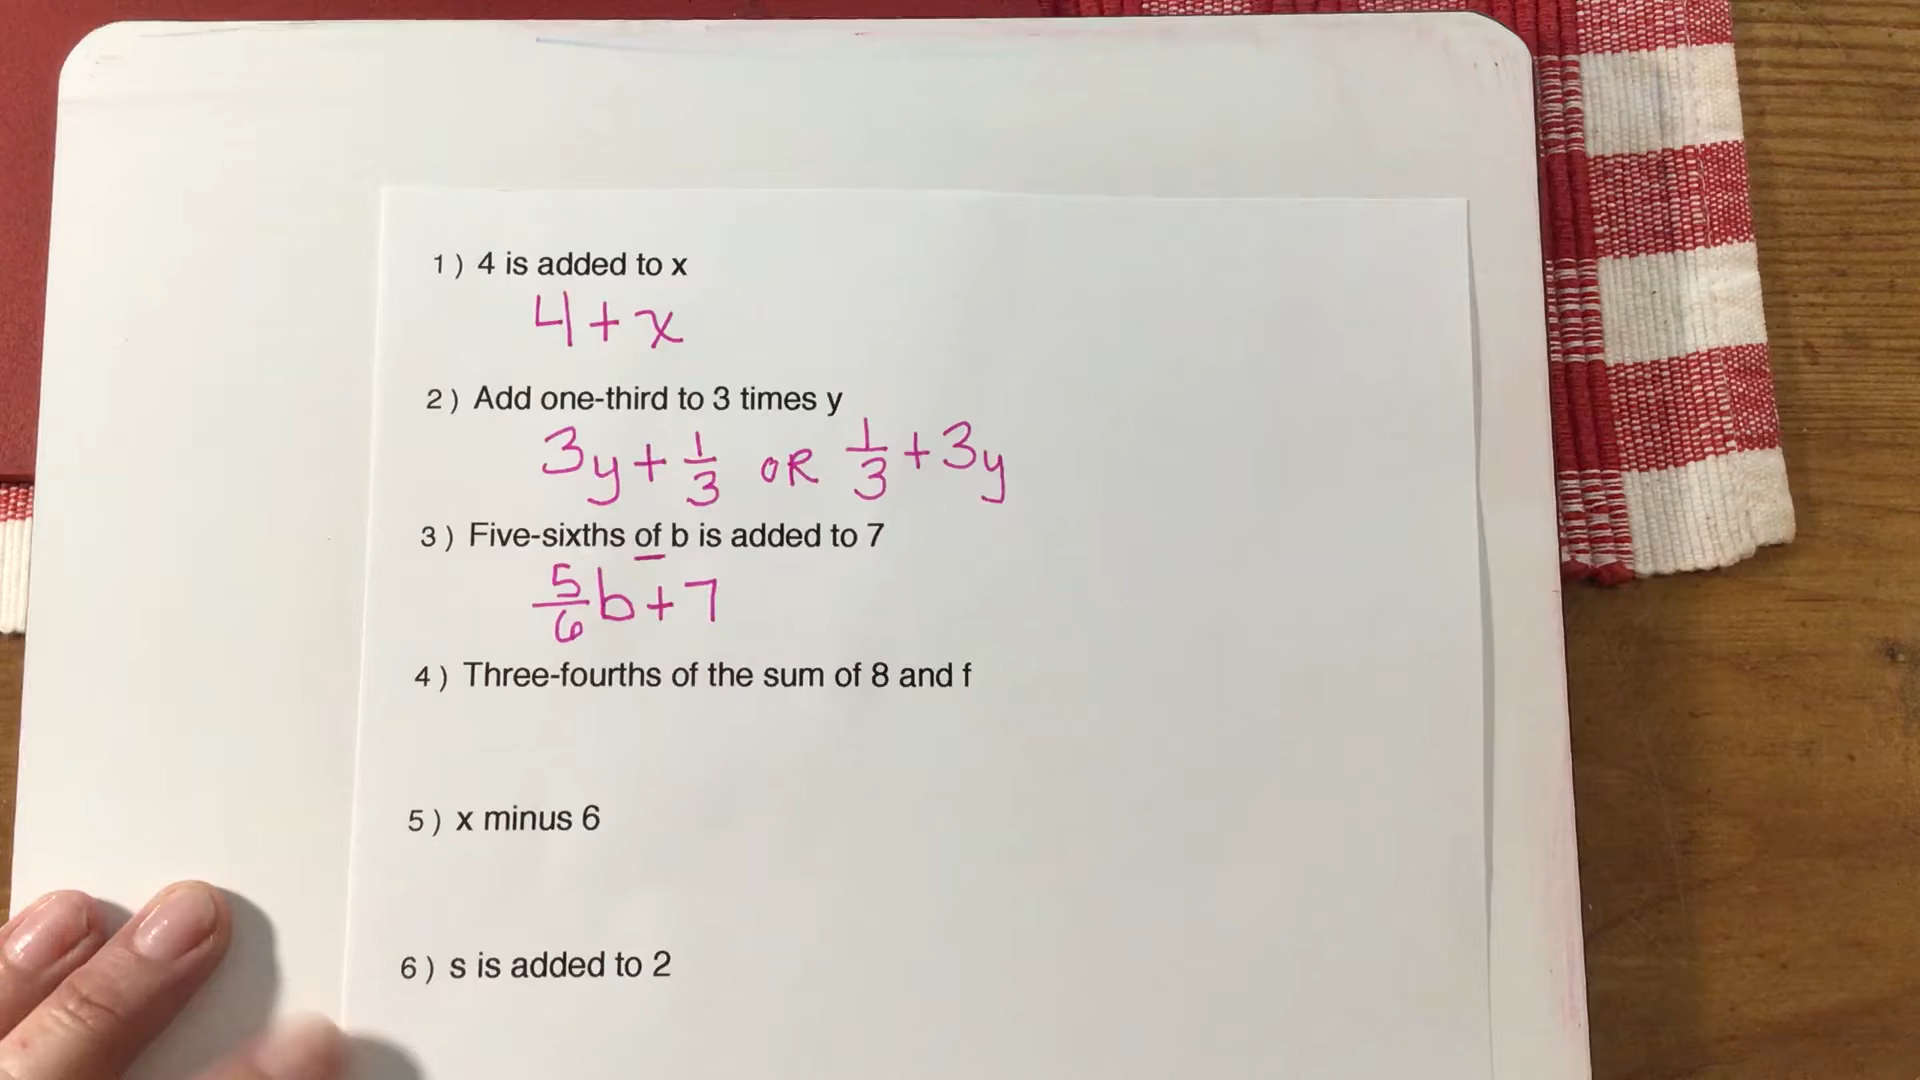 1) 4 is added to x
4+x
2) Add one-third to 3 times y
3y+1/3 OR 1/3+3y
3) Five-sixths of b is added to 7
5/6b+7
4) Three-fourths of the sum of 8 and f
5) x minus 6
6) s is added to 2